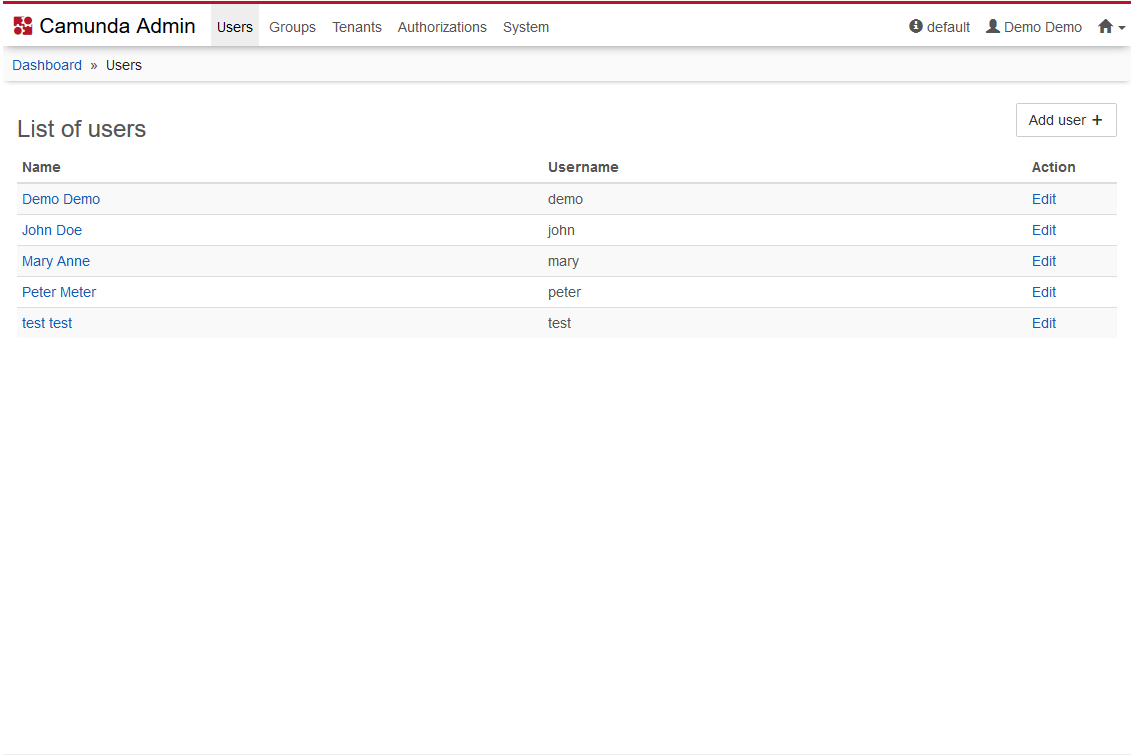 Camunda Admin Users Groups Tenants Authorizations System default Demo Demo
Dashboard » Users
Add user +
List of users
Name Username Action
Demo Demo demo Edit
John Doe john Edit
Mary Anne mary Edit
Peter Meter peter Edit
test test test Edit